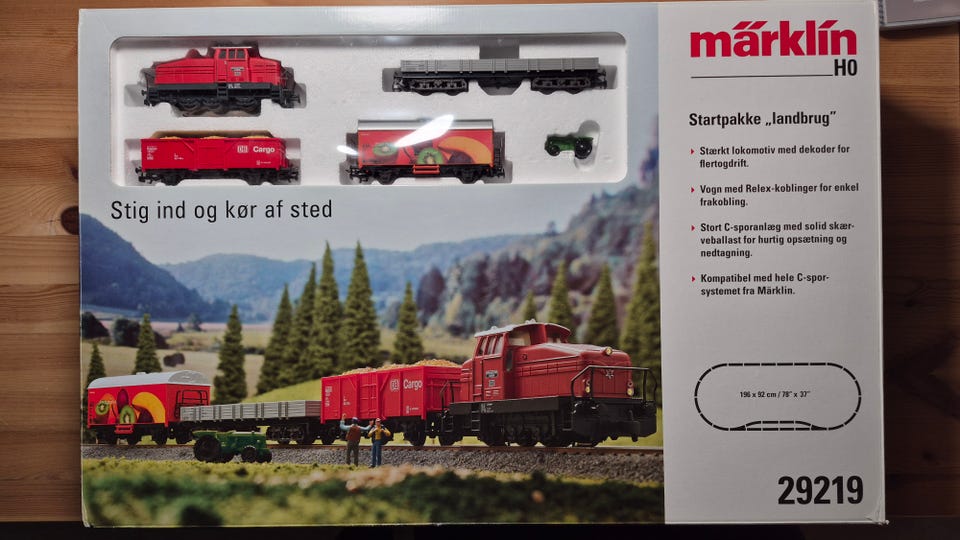 märklin
H0
Startpakke „landbrug”
Stærkt lokomotiv med dekoder for
flertogdrift.
Vogn med Relex-koblinger for enkel
frakobling.
Stort C-sporanlæg med solid skær-
veballast for hurtig opsætning og
nedtagning.
Kompatibel med hele C-spor-
systemet fra Märklin.
196 x 92 cm / 78" x 37"
29219
DB Cargo
Stig ind og kør af sted
DB Cargo